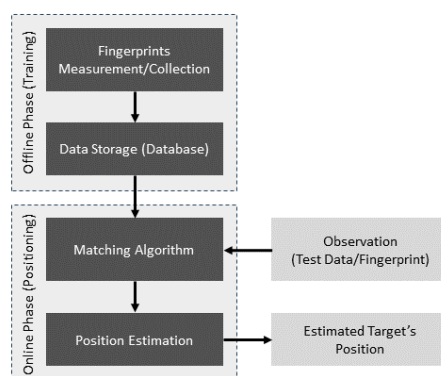 Offline Phase (Training)
Fingerprints
Measurement/Collection
Data Storage (Database)
Online Phase (Positioning)
Matching Algorithm
Observation
(Test Data/Fingerprint)
Position Estimation
Estimated Target's
Position